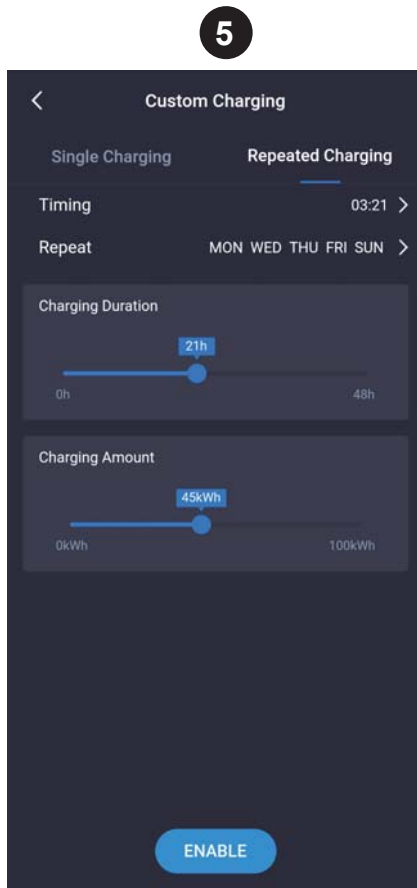 5
Custom Charging
Single Charging Repeated Charging
Timing 03:21
Repeat MON WED THU FRI SUN
Charging Duration
21h
0h 48h
Charging Amount
45kWh
0kWh 100kWh
ENABLE